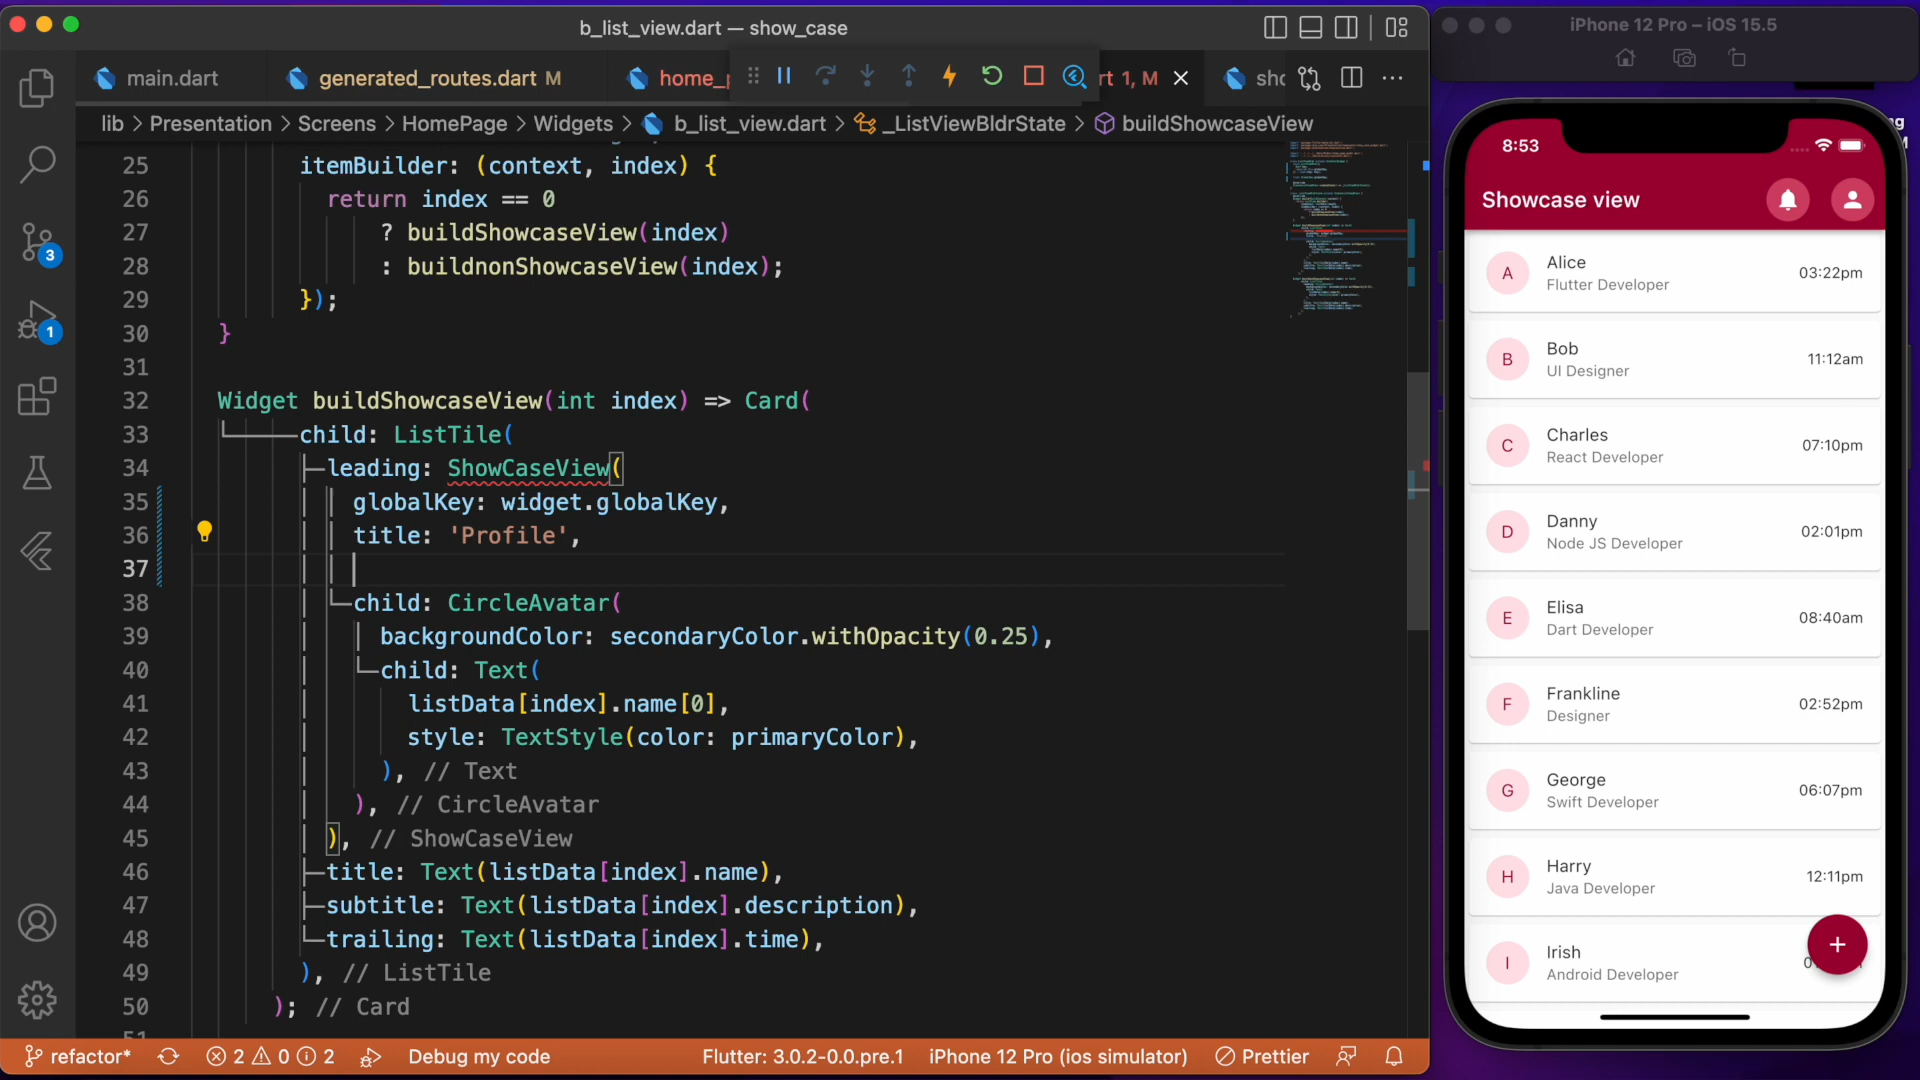 b_list_view.dart — show_case
main.dart
generated_routes.dart M
home_p
rt 1, M
sho
lib > Presentation > Screens > HomePage > Widgets > b_list_view.dart > _ListViewBldrState > buildShowcaseView
25 itemBuilder: (context, index) {
26 return index == 0
27 ? buildShowcaseView(index)
28 : buildnonShowcaseView(index);
29 });
30 }
31
32 Widget buildShowcaseView(int index) => Card(
33 child: ListTile(
34 leading: ShowCaseView(
35 globalKey: widget.globalKey,
36 title: 'Profile',
37
38 child: CircleAvatar(
39 backgroundColor: secondaryColor.withOpacity(0.25),
40 child: Text(
41 listData[index].name[0],
42 style: TextStyle(color: primaryColor),
43 ), // Text
44 ), // CircleAvatar
45 ), // ShowCaseView
46 title: Text(listData[index].name),
47 subtitle: Text(listData[index].description),
48 trailing: Text(listData[index].time),
49 ), // ListTile
50 ); // Card
51
3
1
refactor* 2 0 2 Debug my code Flutter: 3.0.2-0.0.pre.1 iPhone 12 Pro (ios simulator) Prettier
iPhone 12 Pro – iOS 15.5
ng
8:53
Showcase view
A Alice 03:22pm
Flutter Developer
B Bob 11:12am
UI Designer
C Charles 07:10pm
React Developer
D Danny 02:01pm
Node JS Developer
E Elisa 08:40am
Dart Developer
F Frankline 02:52pm
Designer
G George 06:07pm
Swift Developer
H Harry 12:11pm
Java Developer
I Irish
Android Developer
+